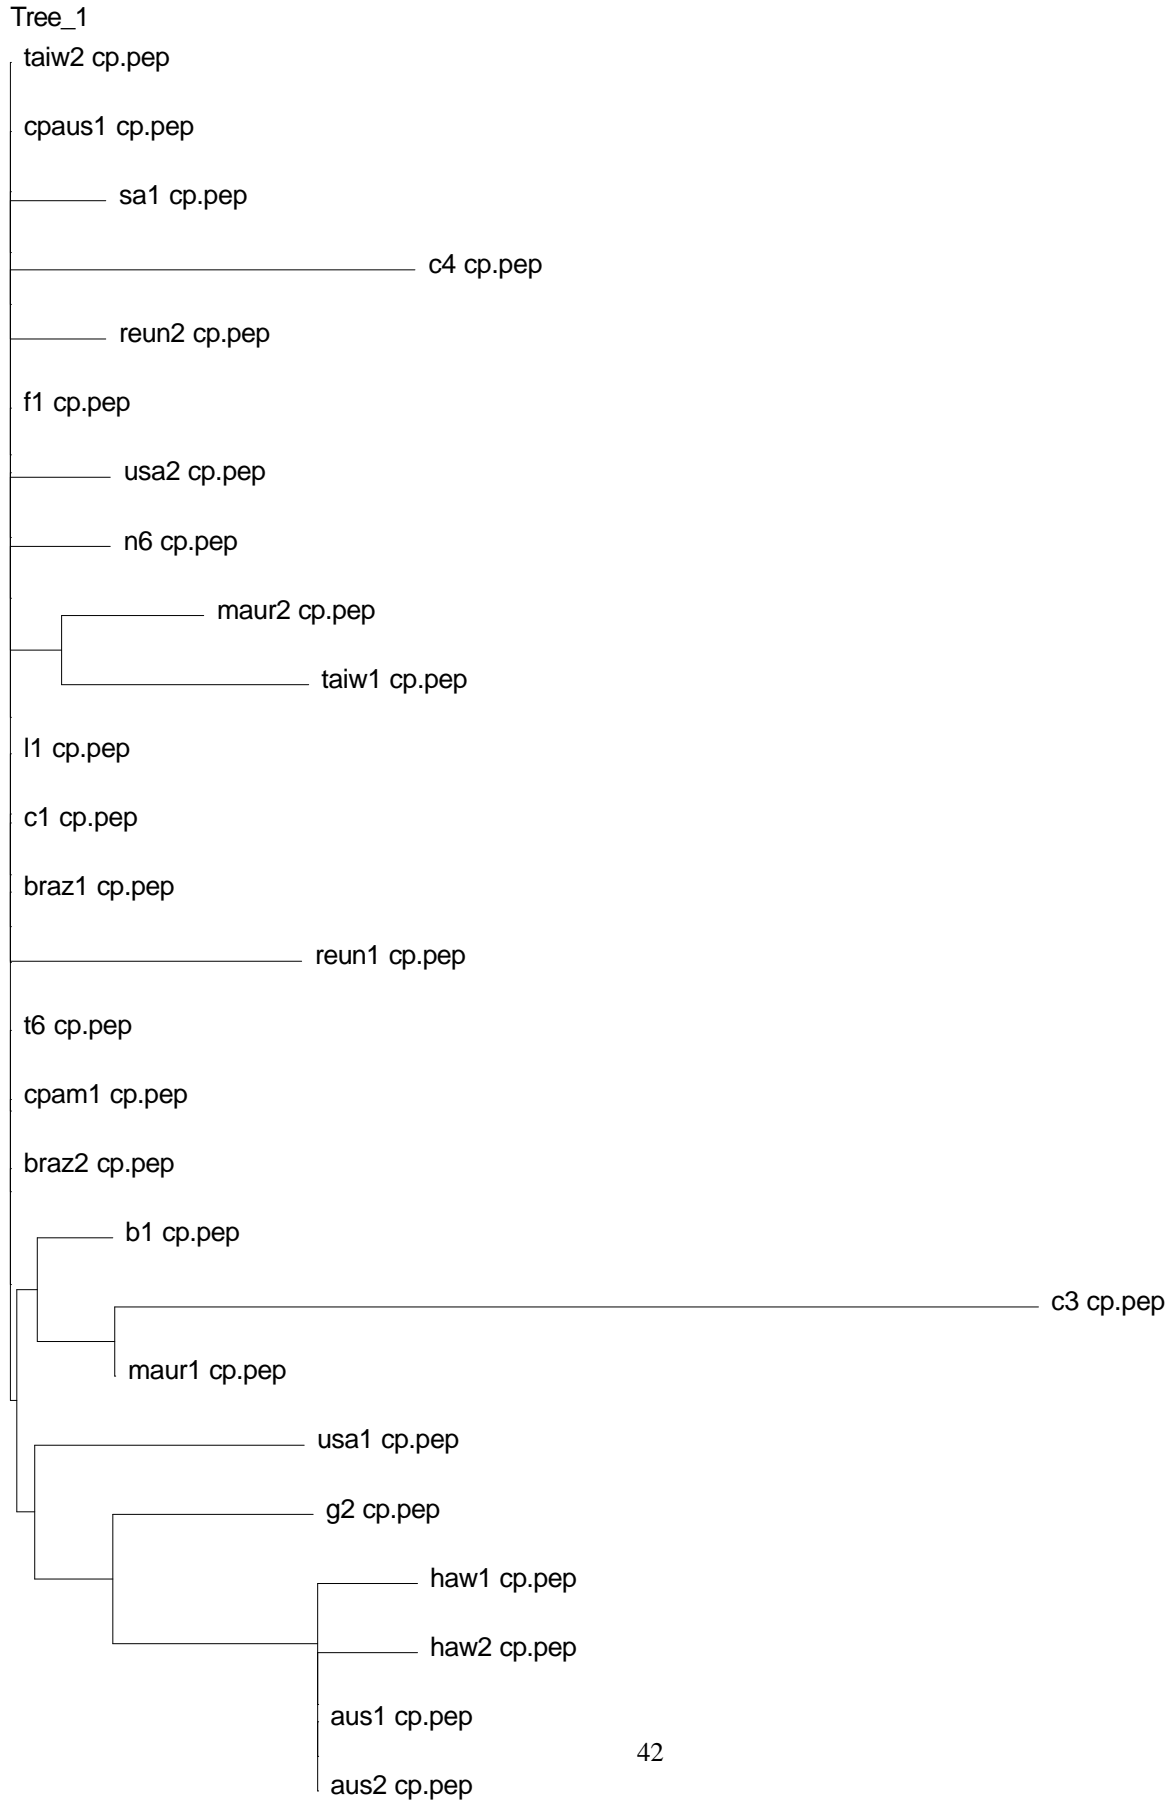 Tree_1
taiw2 cp.pep
cpaus1 cp.pep
sa1 cp.pep
c4 cp.pep
reun2 cp.pep
f1 cp.pep
usa2 cp.pep
n6 cp.pep
maur2 cp.pep
taiw1 cp.pep
l1 cp.pep
c1 cp.pep
braz1 cp.pep
reun1 cp.pep
t6 cp.pep
cpam1 cp.pep
braz2 cp.pep
b1 cp.pep
c3 cp.pep
maur1 cp.pep
usa1 cp.pep
g2 cp.pep
haw1 cp.pep
haw2 cp.pep
aus1 cp.pep
42
aus2 cp.pep